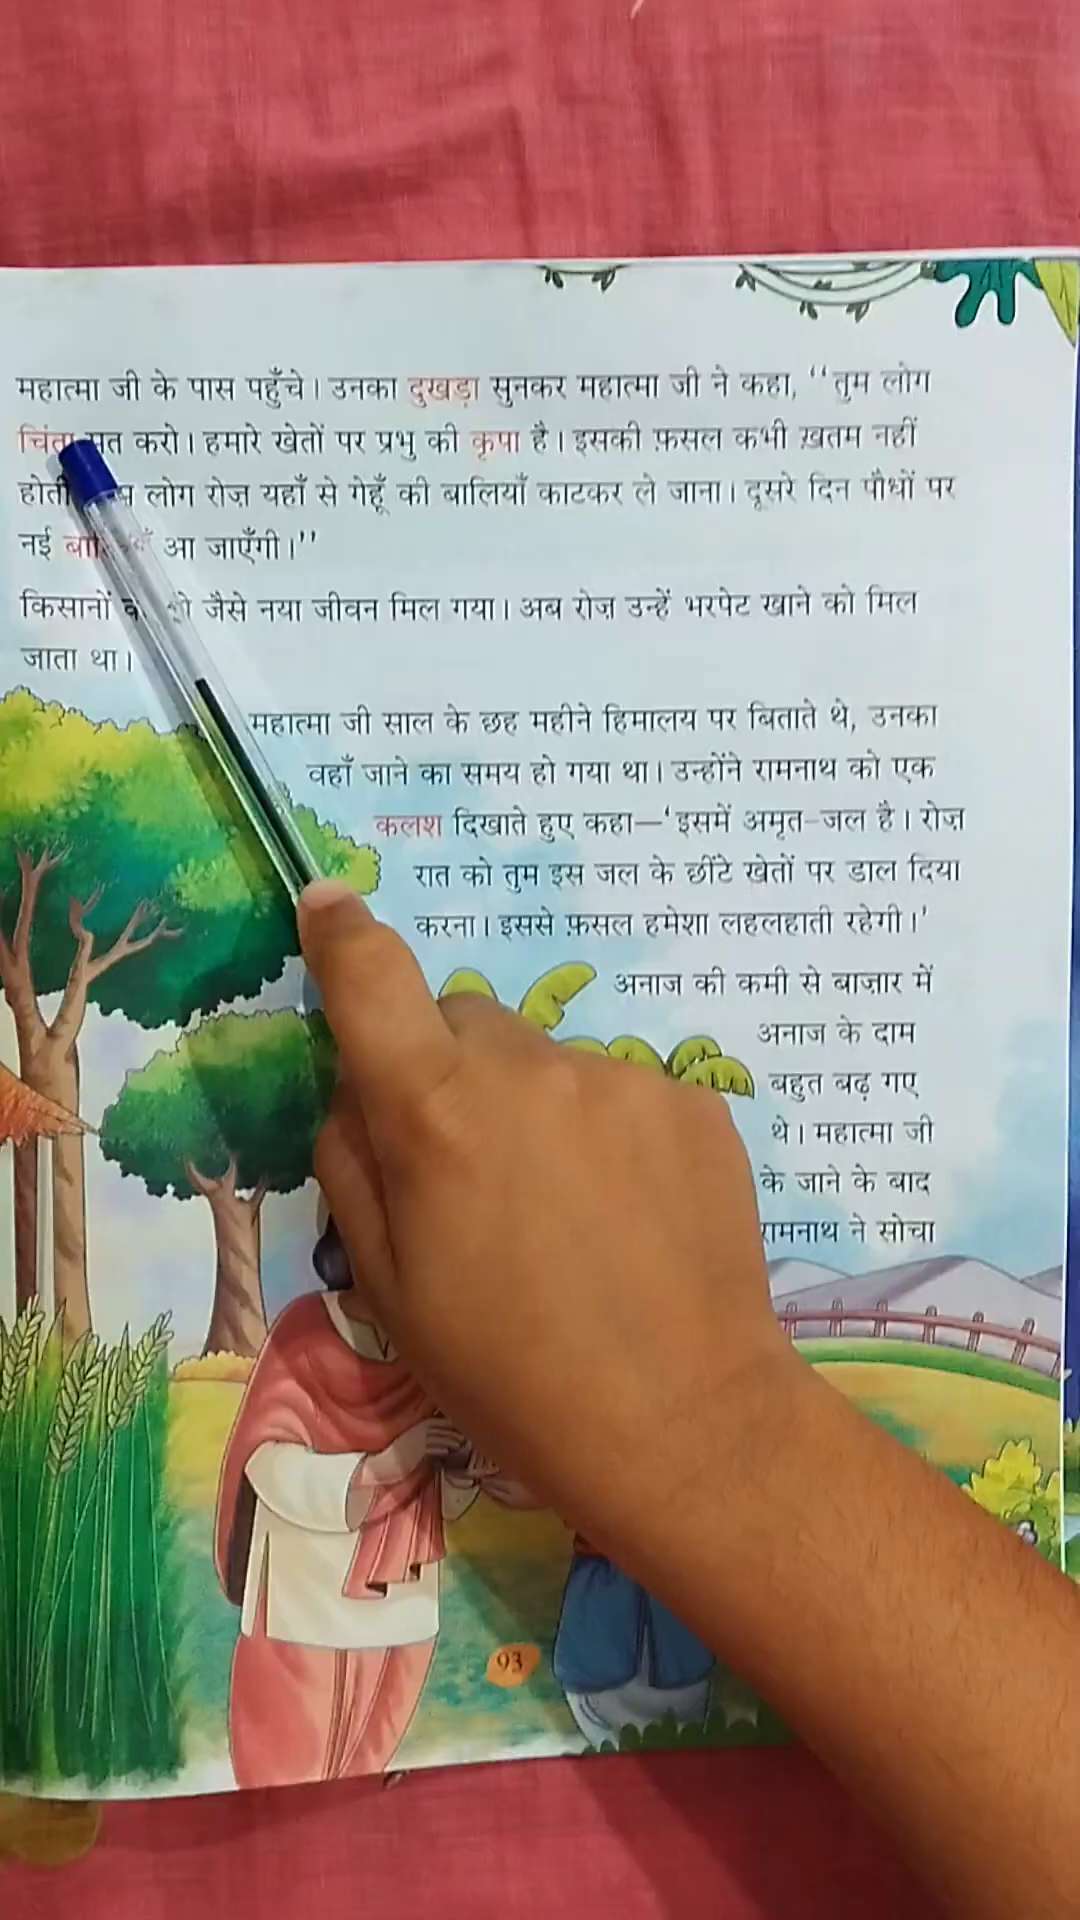 महात्मा जी के पास पहुँचे। उनका दुखड़ा सुनकर महात्मा जी ने कहा, ‘‘तुम लोग
चिंता मत करो। हमारे खेतों पर प्रभु की कृपा है। इसकी फ़सल कभी ख़तम नहीं
होती लोग रोज़ यहाँ से गेहूँ की बालियाँ काटकर ले जाना। दूसरे दिन पौधों पर
नई आ जाएँगी।’’
किसानों जैसे नया जीवन मिल गया। अब रोज़ उन्हें भरपेट खाने को मिल
जाता था।
महात्मा जी साल के छह महीने हिमालय पर बिताते थे, उनका
वहाँ जाने का समय हो गया था। उन्होंने रामनाथ को एक
कलश दिखाते हुए कहा—‘इसमें अमृत-जल है। रोज़
रात को तुम इस जल के छींटे खेतों पर डाल दिया
करना। इससे फ़सल हमेशा लहलहाती रहेगी।’
अनाज की कमी से बाज़ार में
अनाज के दाम
बहुत बढ़ गए
थे। महात्मा जी
के जाने के बाद
रामनाथ ने सोचा
93